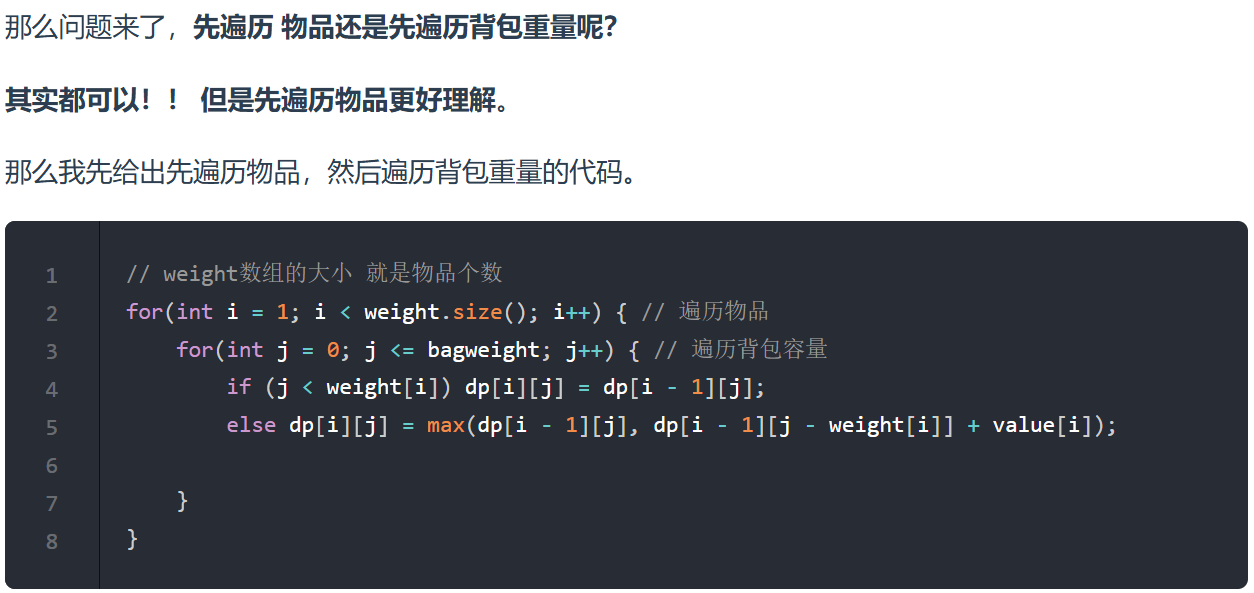 那么问题来了，先遍历 物品还是先遍历背包重量呢？
其实都可以！！ 但是先遍历物品更好理解。
那么我先给出先遍历物品，然后遍历背包重量的代码。
1 // weight数组的大小 就是物品个数
2 for(int i = 1; i < weight.size(); i++) { // 遍历物品
3     for(int j = 0; j <= bagweight; j++) { // 遍历背包容量
4         if (j < weight[i]) dp[i][j] = dp[i - 1][j];
5         else dp[i][j] = max(dp[i - 1][j], dp[i - 1][j - weight[i]] + value[i]);
6
7     }
8 }